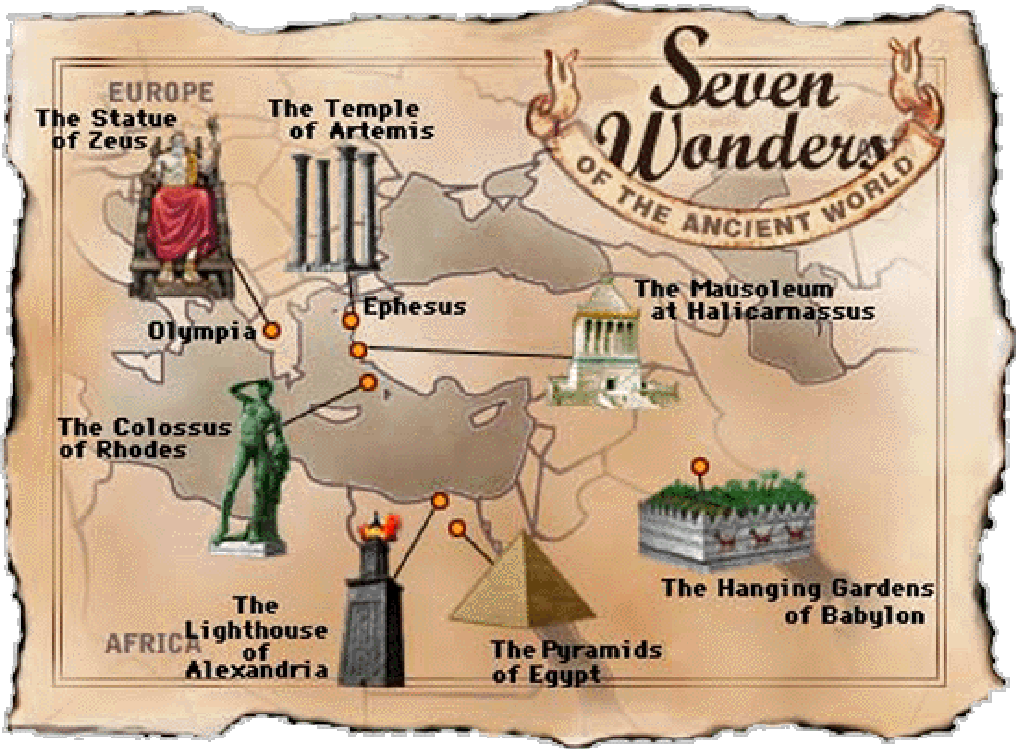 Seven
Wonders
OF THE ANCIENT WORLD
EUROPE
The Statue
of Zeus
The Temple
of Artemis
Ephesus
Olympia
The Mausoleum
at Halicarnassus
The Colossus
of Rhodes
The Hanging Gardens
of Babylon
AFRICA
The
Lighthouse
of
Alexandria
The Pyramids
of Egypt